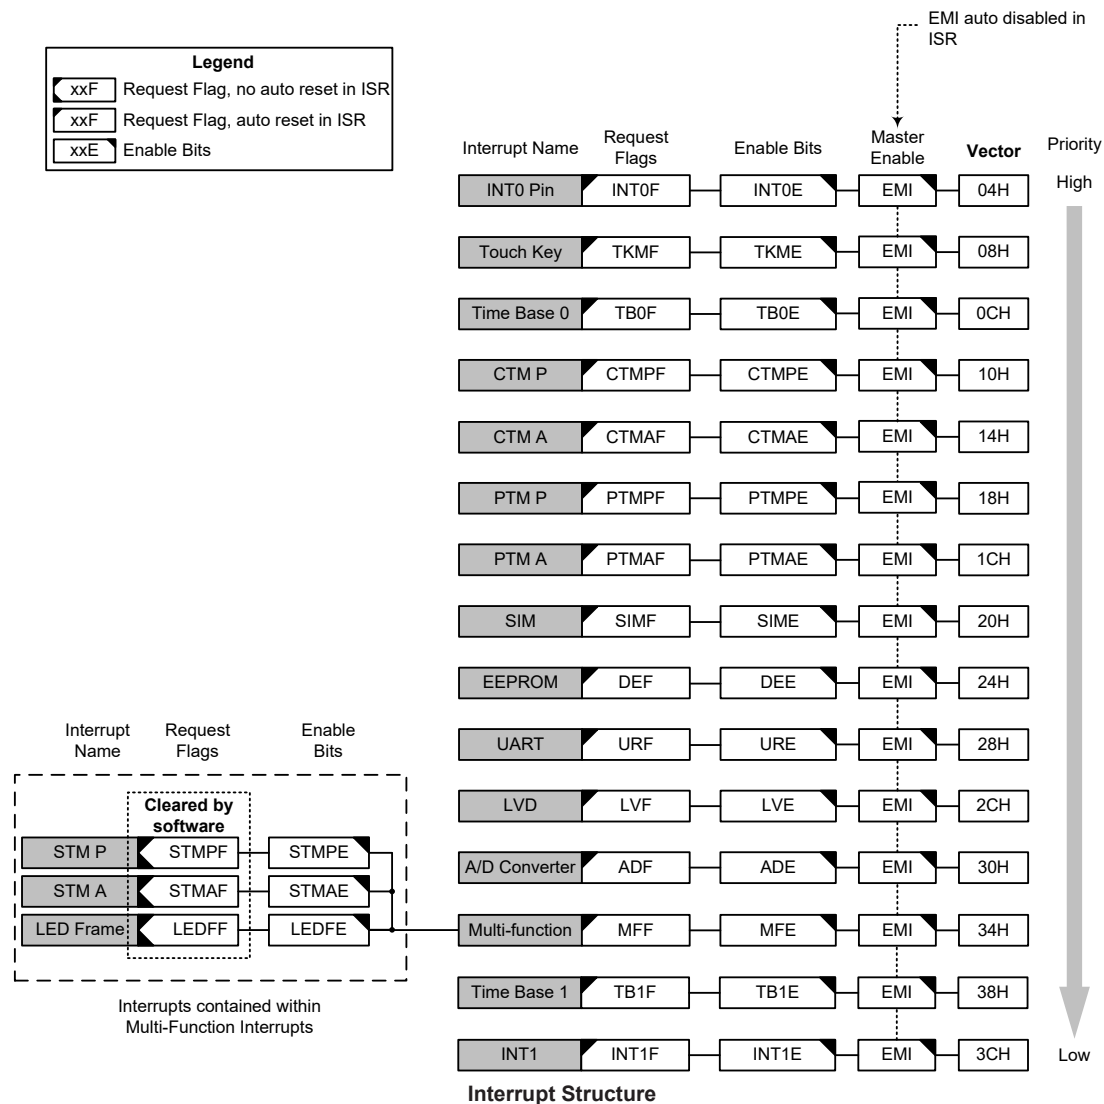 EMI auto disabled in
ISR
Legend
xxF Request Flag, no auto reset in ISR
xxF Request Flag, auto reset in ISR
xxE Enable Bits
Interrupt Name Request Flags Enable Bits Master Enable Vector Priority
INT0 Pin INT0F INT0E EMI 04H High
Touch Key TKMF TKME EMI 08H
Time Base 0 TB0F TB0E EMI 0CH
CTM P CTMPF CTMPE EMI 10H
CTM A CTMAF CTMAE EMI 14H
PTM P PTMPF PTMPE EMI 18H
PTM A PTMAF PTMAE EMI 1CH
SIM SIMF SIME EMI 20H
EEPROM DEF DEE EMI 24H
UART URF URE EMI 28H
LVD LVF LVE EMI 2CH
A/D Converter ADF ADE EMI 30H
Multi-function MFF MFE EMI 34H
Time Base 1 TB1F TB1E EMI 38H
INT1 INT1F INT1E EMI 3CH Low
Interrupt Name Request Flags Enable Bits
Cleared by
software
STM P STMPF STMPE
STM A STMAF STMAE
LED Frame LEDFF LEDFE
Interrupts contained within
Multi-Function Interrupts
Interrupt Structure